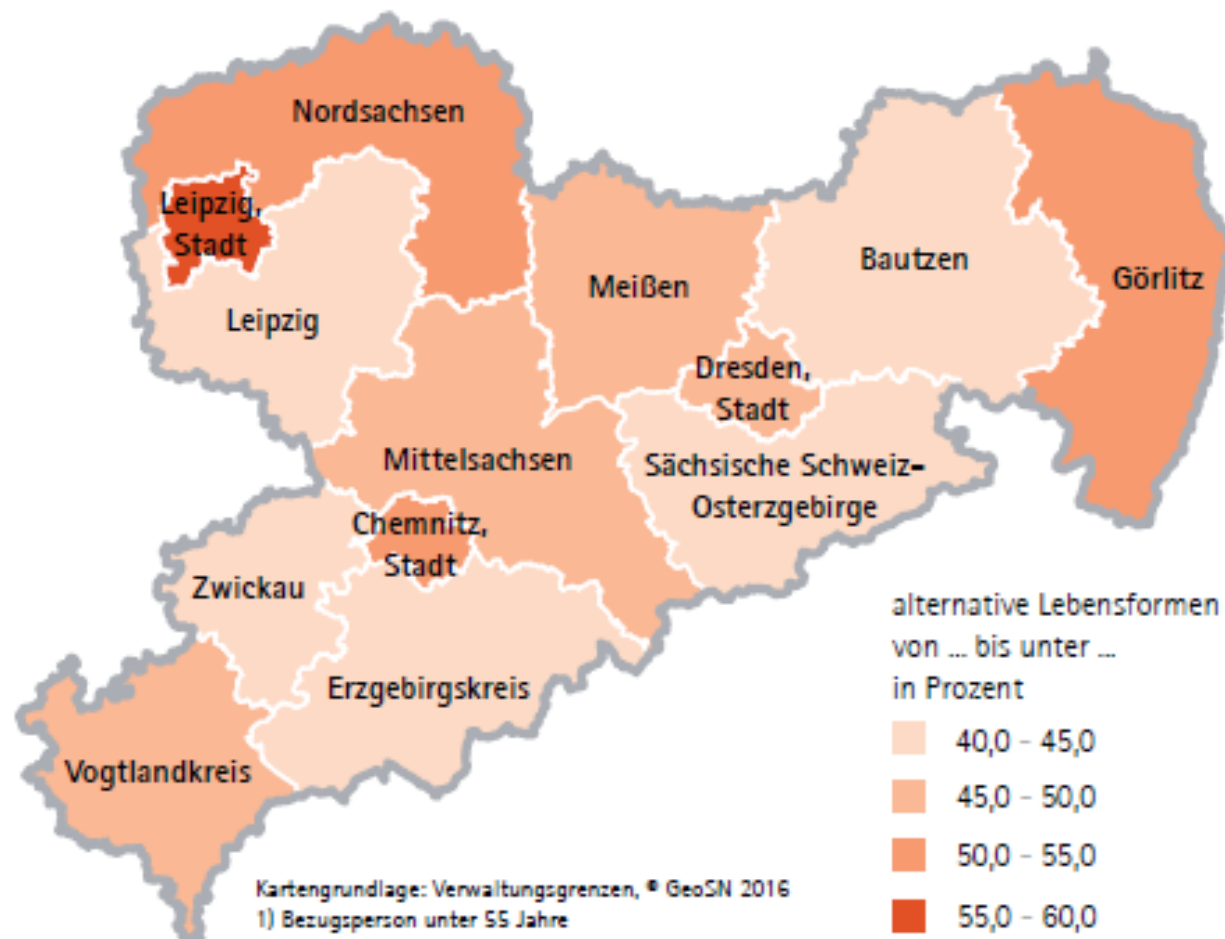 Nordsachsen
Leipzig,
Stadt
Leipzig
Meißen
Bautzen
Görlitz
Dresden,
Stadt
Mittelsachsen
Sächsische Schweiz-
Osterzgebirge
Chemnitz,
Stadt
Zwickau
Erzgebirgskreis
Vogtlandkreis
alternative Lebensformen
von ... bis unter ...
in Prozent
40,0 - 45,0
45,0 - 50,0
50,0 - 55,0
55,0 - 60,0
Kartengrundlage: Verwaltungsgrenzen, © GeoSN 2016
1) Bezugsperson unter 55 Jahre